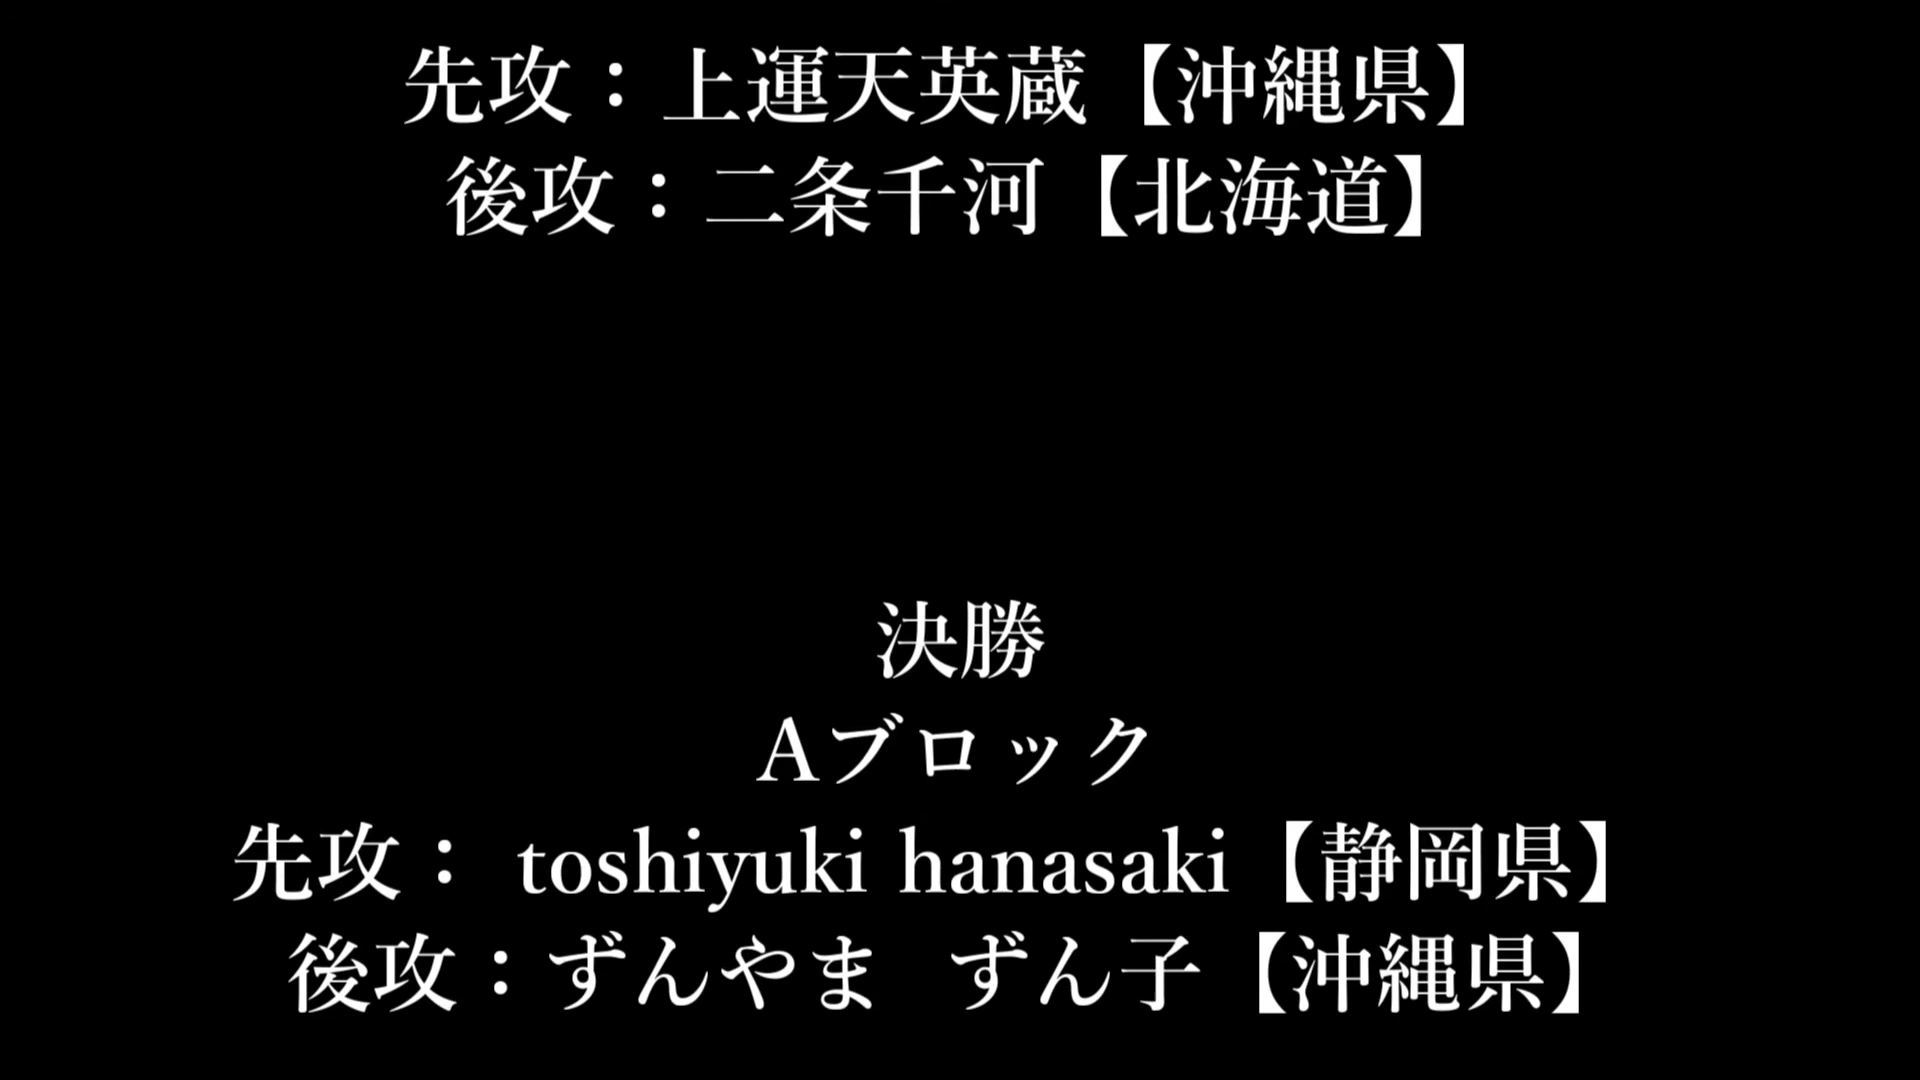 先攻：上運天英蔵【沖縄県】
後攻：二条千河【北海道】
決勝
Aブロック
先攻： toshiyuki hanasaki【静岡県】
後攻：ずんやま　ずん子【沖縄県】